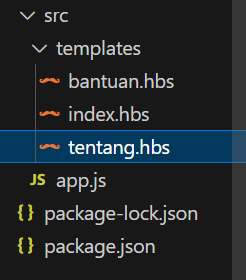 src
templates
bantuan.hbs
index.hbs
tentang.hbs
JS app.js
{} package-lock.json
{} package.json